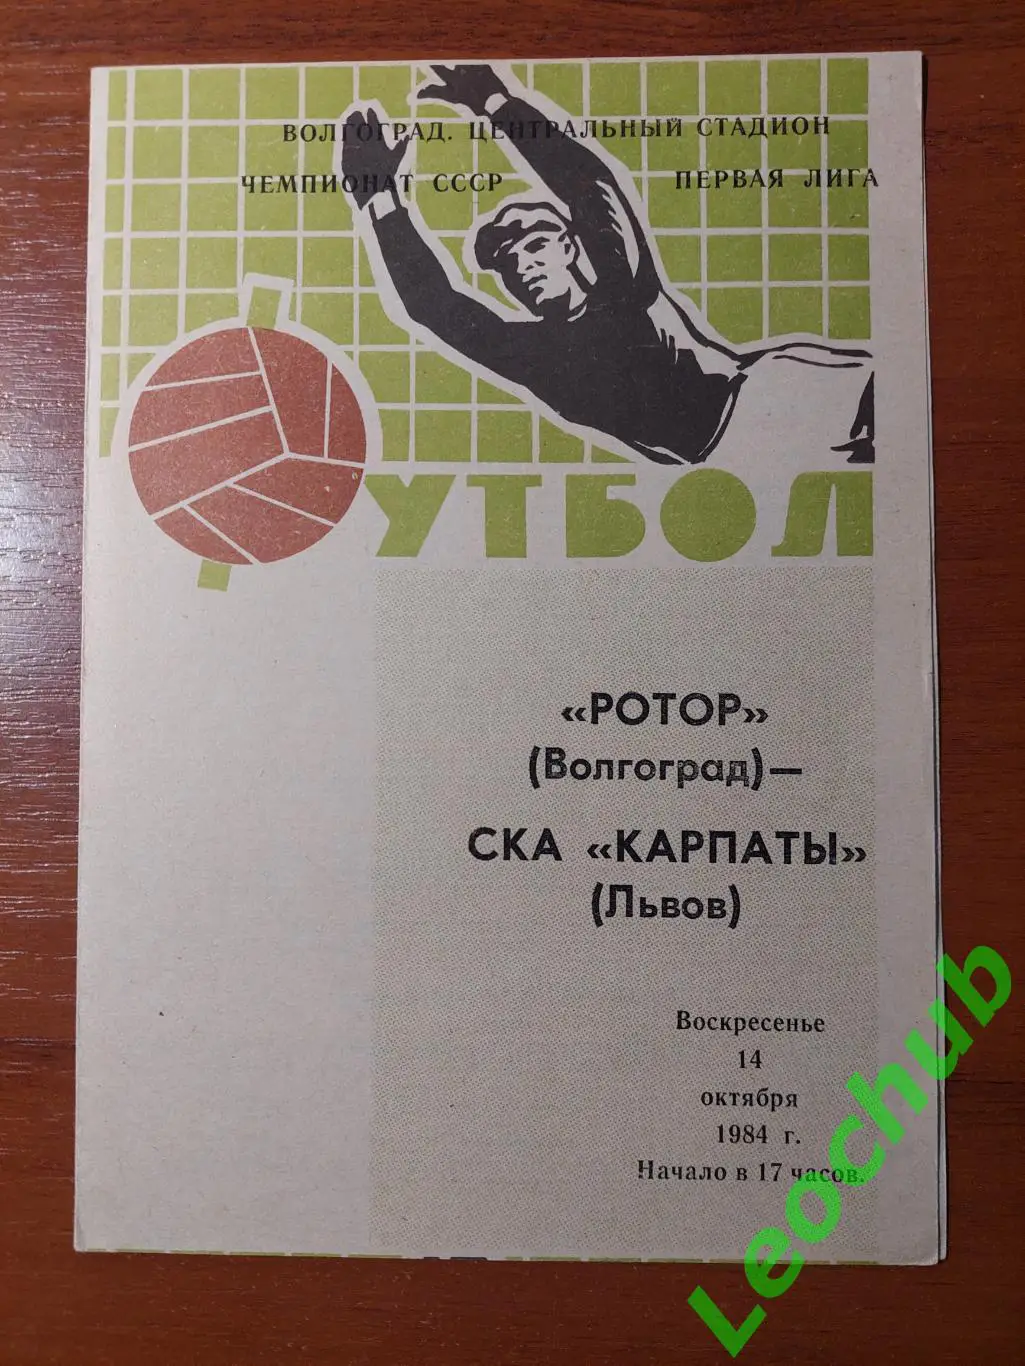 ВОЛГОГРАД. ЦЕНТРАЛЬНЫЙ СТАДИОН
ЧЕМПИОНАТ СССР ПЕРВАЯ ЛИГА
ФУТБОЛ
«РОТОР»
(Волгоград)—
СКА «КАРПАТЫ»
(Львов)
Воскресенье
14
октября
1984 г.
Начало в 17 часов.
Leochub